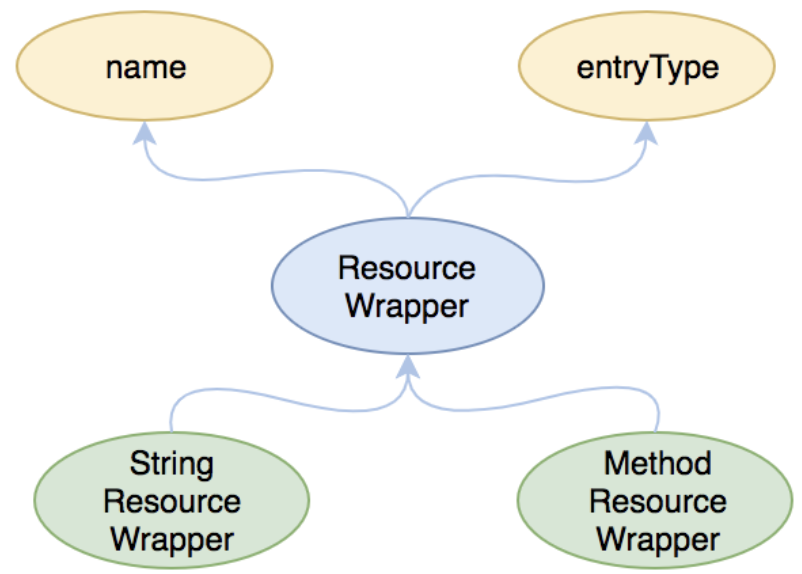 name
entryType
Resource
Wrapper
String
Resource
Wrapper
Method
Resource
Wrapper